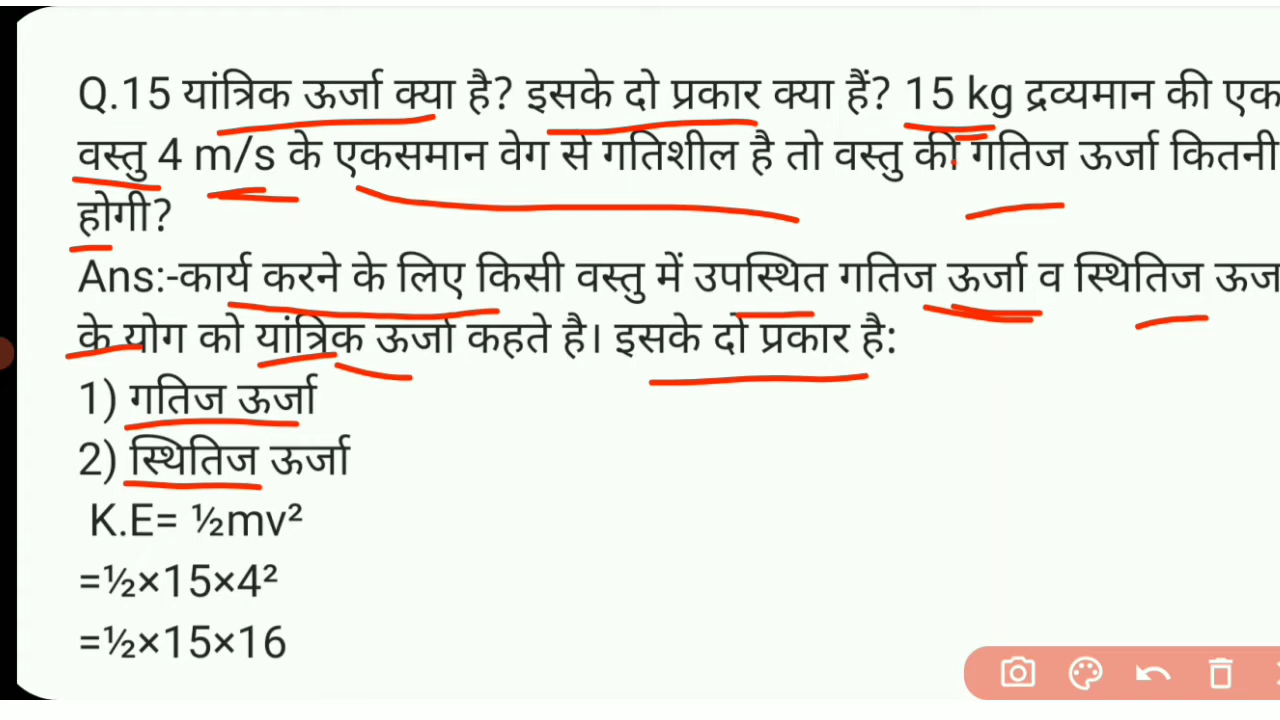 Q.15 यांत्रिक ऊर्जा क्या है? इसके दो प्रकार क्या हैं? 15 kg द्रव्यमान की एक
वस्तु 4 m/s के एकसमान वेग से गतिशील है तो वस्तु की गतिज ऊर्जा कितनी
होगी?
Ans:-कार्य करने के लिए किसी वस्तु में उपस्थित गतिज ऊर्जा व स्थितिज ऊर्ज
के योग को यांत्रिक ऊर्जा कहते है। इसके दो प्रकार है:
1) गतिज ऊर्जा
2) स्थितिज ऊर्जा
K.E= ½mv²
=½×15×4²
=½×15×16